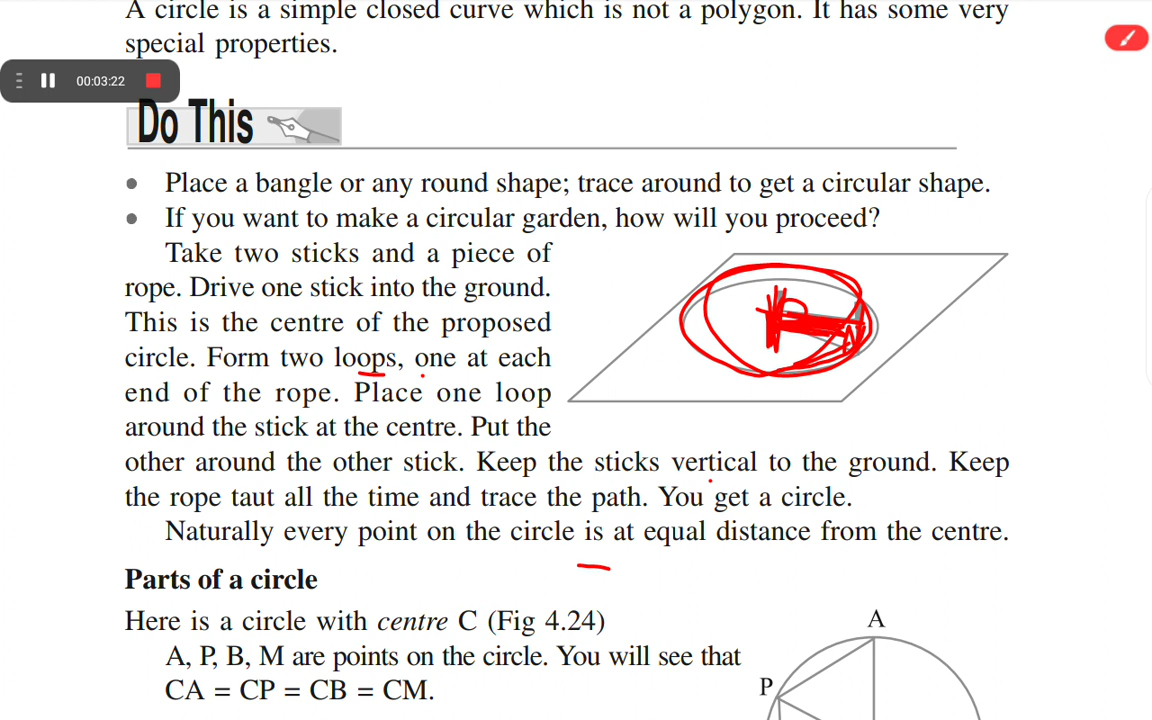 A circle is a simple closed curve which is not a polygon. It has some very
special properties.
00:03:22
Do This
• Place a bangle or any round shape; trace around to get a circular shape.
• If you want to make a circular garden, how will you proceed?
Take two sticks and a piece of
rope. Drive one stick into the ground.
This is the centre of the proposed
circle. Form two loops, one at each
end of the rope. Place one loop
around the stick at the centre. Put the
other around the other stick. Keep the sticks vertical to the ground. Keep
the rope taut all the time and trace the path. You get a circle.
Naturally every point on the circle is at equal distance from the centre.
Parts of a circle
Here is a circle with centre C (Fig 4.24)
A, P, B, M are points on the circle. You will see that
CA = CP = CB = CM.
A
P